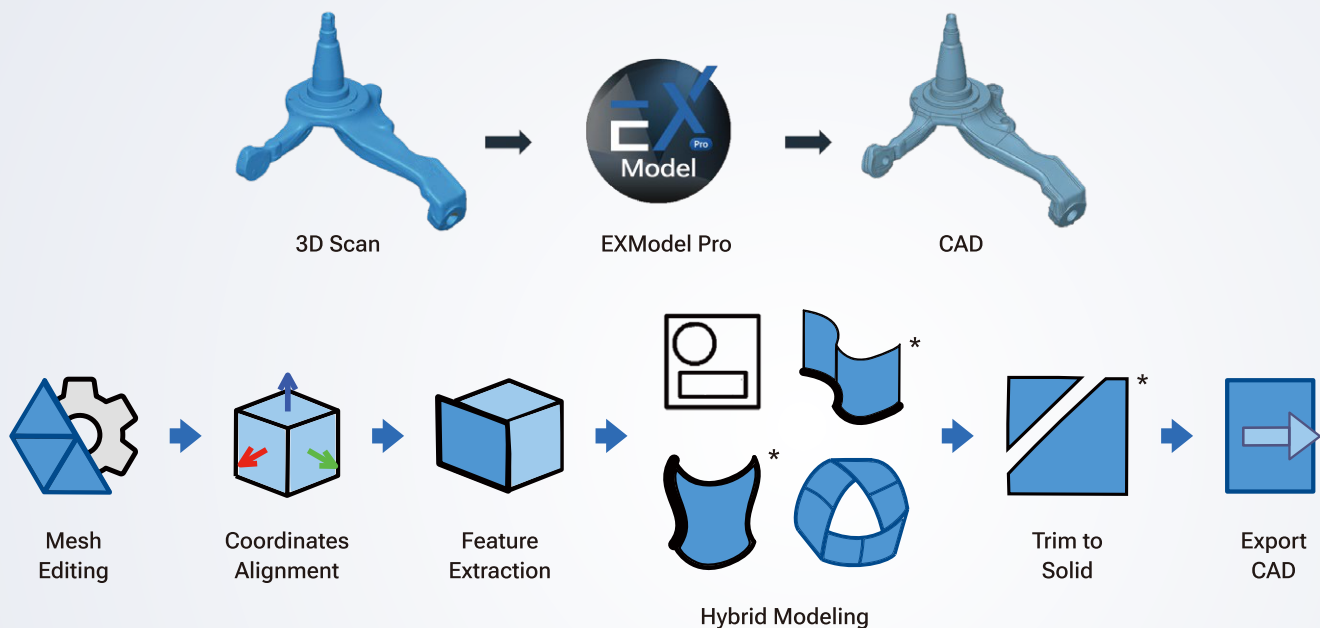 EX
Pro
Model
3D Scan
EXModel Pro
CAD
*
*
*
Mesh
Editing
Coordinates
Alignment
Feature
Extraction
Hybrid Modeling
Trim to
Solid
Export
CAD